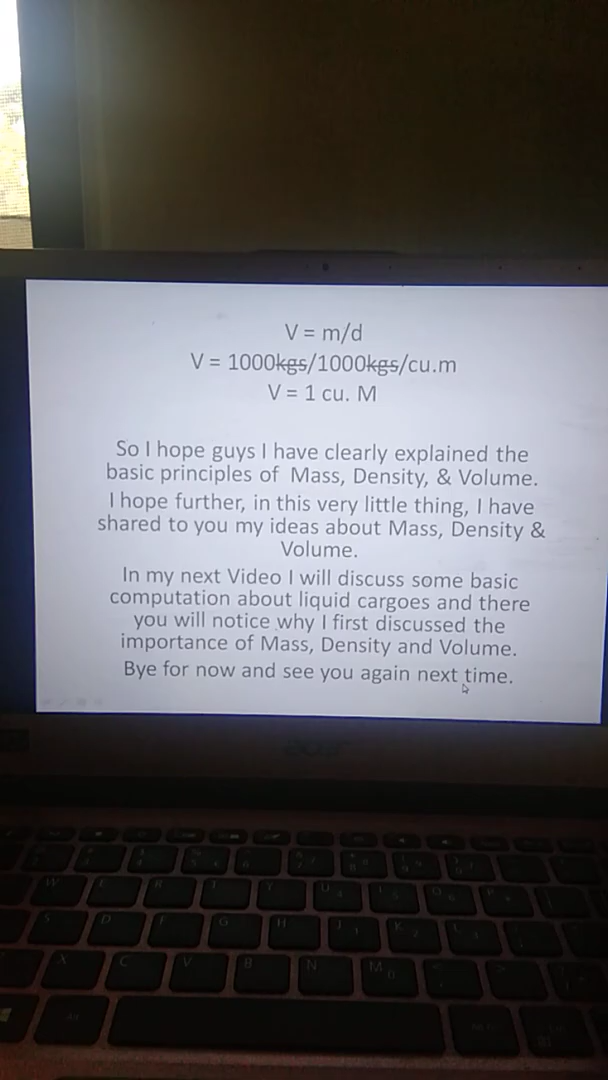 V = m/d
V = 1000kgs/1000kgs/cu.m
V = 1 cu. M
So I hope guys I have clearly explained the
basic principles of Mass, Density, & Volume.
I hope further, in this very little thing, I have
shared to you my ideas about Mass, Density &
Volume.
In my next Video I will discuss some basic
computation about liquid cargoes and there
you will notice why I first discussed the
importance of Mass, Density and Volume.
Bye for now and see you again next time.
acer
W E R T Y U O P
S D F G H J K L
X C V B N M
Alt